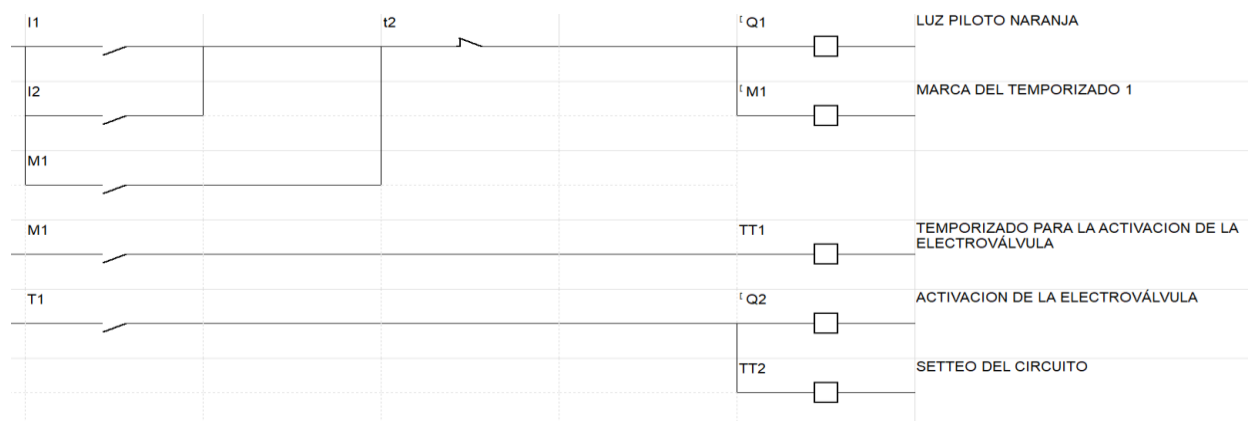 I1 t2 [ Q1 LUZ PILOTO NARANJA
I2 [ M1 MARCA DEL TEMPORIZADO 1
M1
M1 TT1 TEMPORIZADO PARA LA ACTIVACION DE LA
ELECTROVÁLVULA
T1 [ Q2 ACTIVACION DE LA ELECTROVÁLVULA
TT2 SETTEO DEL CIRCUITO